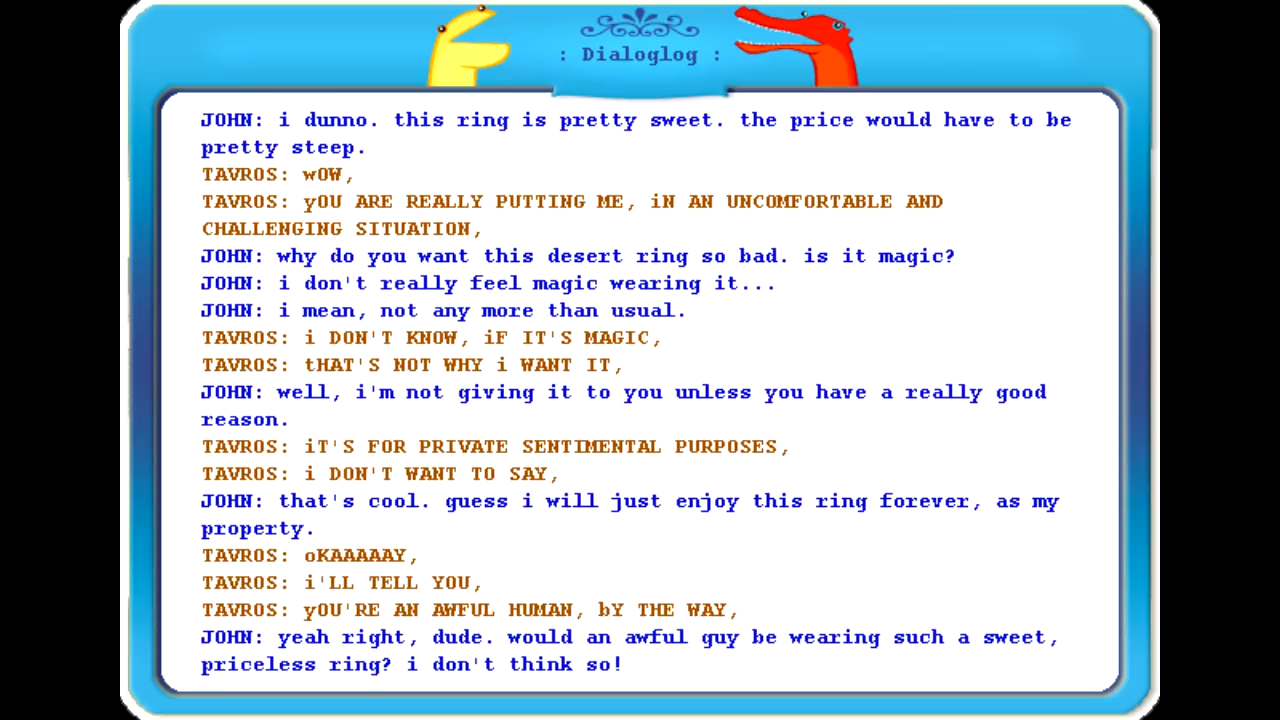 : Dialoglog :
JOHN: i dunno. this ring is pretty sweet. the price would have to be
pretty steep.
TAVROS: wOW,
TAVROS: yOU ARE REALLY PUTTING ME, iN AN UNCOMFORTABLE AND
CHALLENGING SITUATION,
JOHN: why do you want this desert ring so bad. is it magic?
JOHN: i don't really feel magic wearing it...
JOHN: i mean, not any more than usual.
TAVROS: i DON'T KNOW, iF IT'S MAGIC,
TAVROS: tHAT'S NOT WHY i WANT IT,
JOHN: well, i'm not giving it to you unless you have a really good
reason.
TAVROS: iT'S FOR PRIVATE SENTIMENTAL PURPOSES,
TAVROS: i DON'T WANT TO SAY,
JOHN: that's cool. guess i will just enjoy this ring forever, as my
property.
TAVROS: oKAAAAAY,
TAVROS: i'LL TELL YOU,
TAVROS: yOU'RE AN AWFUL HUMAN, bY THE WAY,
JOHN: yeah right, dude. would an awful guy be wearing such a sweet,
priceless ring? i don't think so!